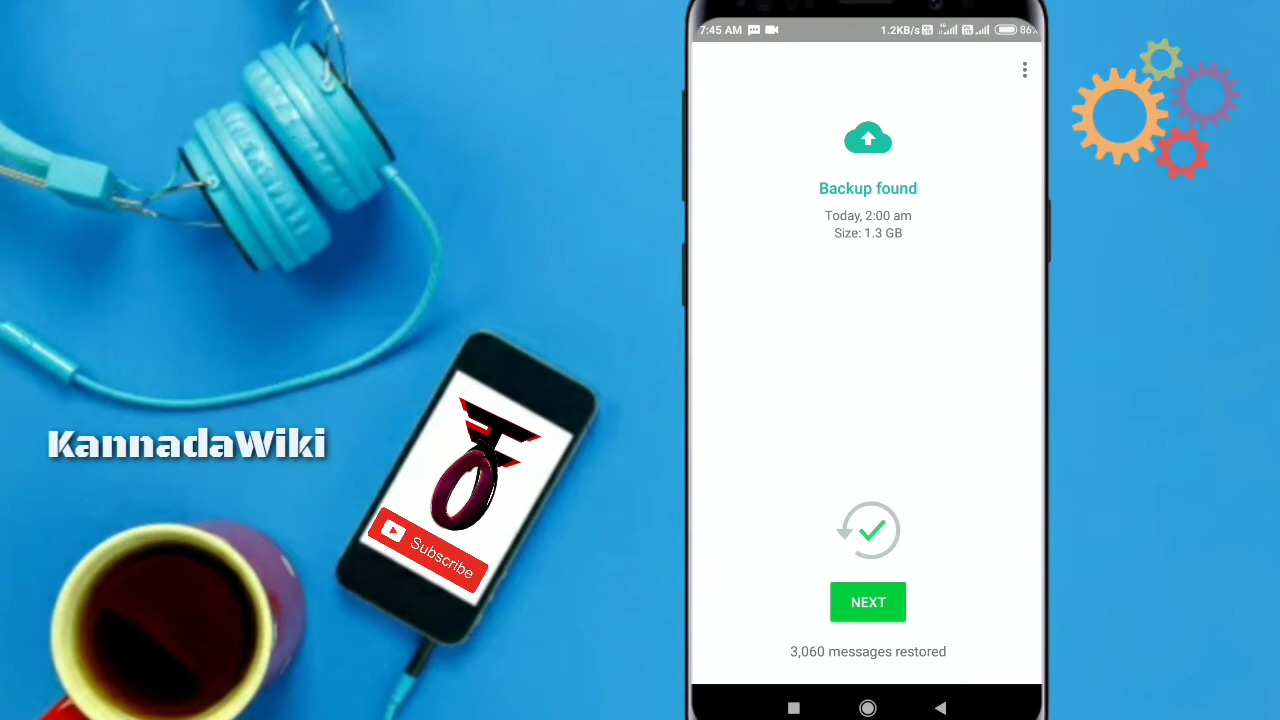 7:45 AM
1.2KB/s
86%
Backup found
Today, 2:00 am
Size: 1.3 GB
KannadaWiki
Subscribe
NEXT
3,060 messages restored